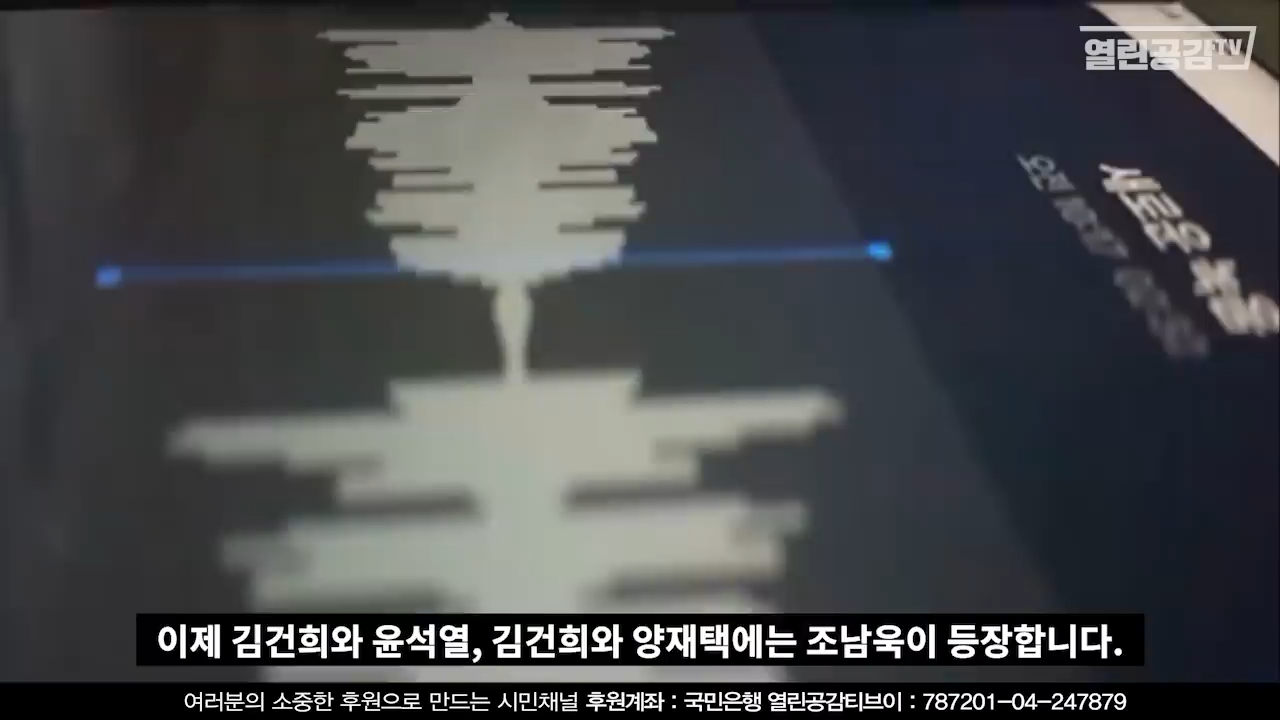 열린공감TV
이제 김건희와 윤석열, 김건희와 양재택에는 조남욱이 등장합니다.
여러분의 소중한 후원으로 만드는 시민채널 후원계좌 : 국민은행 열린공감티브이 : 787201-04-247879